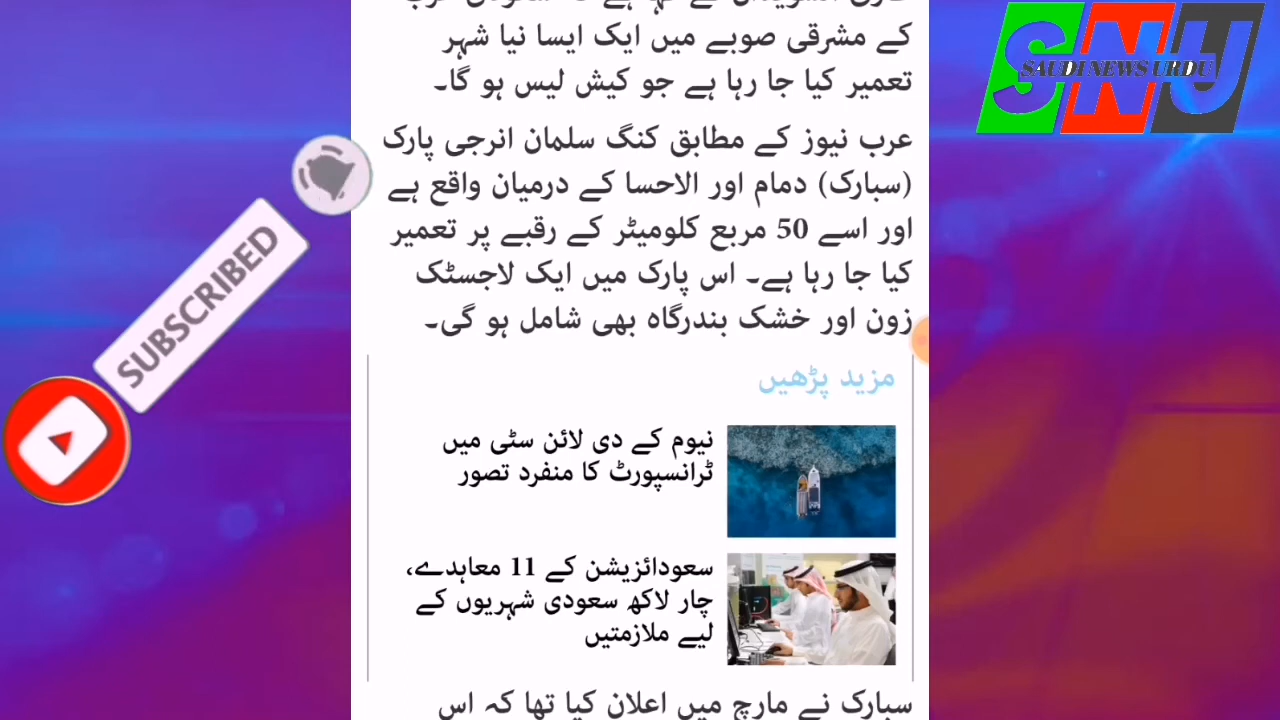 کے مشرقی صوبے میں ایک ایسا نیا شہر
تعمیر کیا جا رہا ہے جو کیش لیس ہو گا۔
عرب نیوز کے مطابق کنگ سلمان انرجی پارک
(سبارک) دمام اور الاحسا کے درمیان واقع ہے
اور اسے 50 مربع کلومیٹر کے رقبے پر تعمیر
کیا جا رہا ہے۔ اس پارک میں ایک لاجسٹک
زون اور خشک بندرگاہ بھی شامل ہو گی۔
مزید پڑھیں
نیوم کے دی لائن سٹی میں
ٹرانسپورٹ کا منفرد تصور
سعودائزیشن کے 11 معاہدے،
چار لاکھ سعودی شہریوں کے
لیے ملازمتیں
سبارک نے مارچ میں اعلان کیا تھا کہ اس
SNU
SAUDI NEWS URDU
SUBSCRIBED